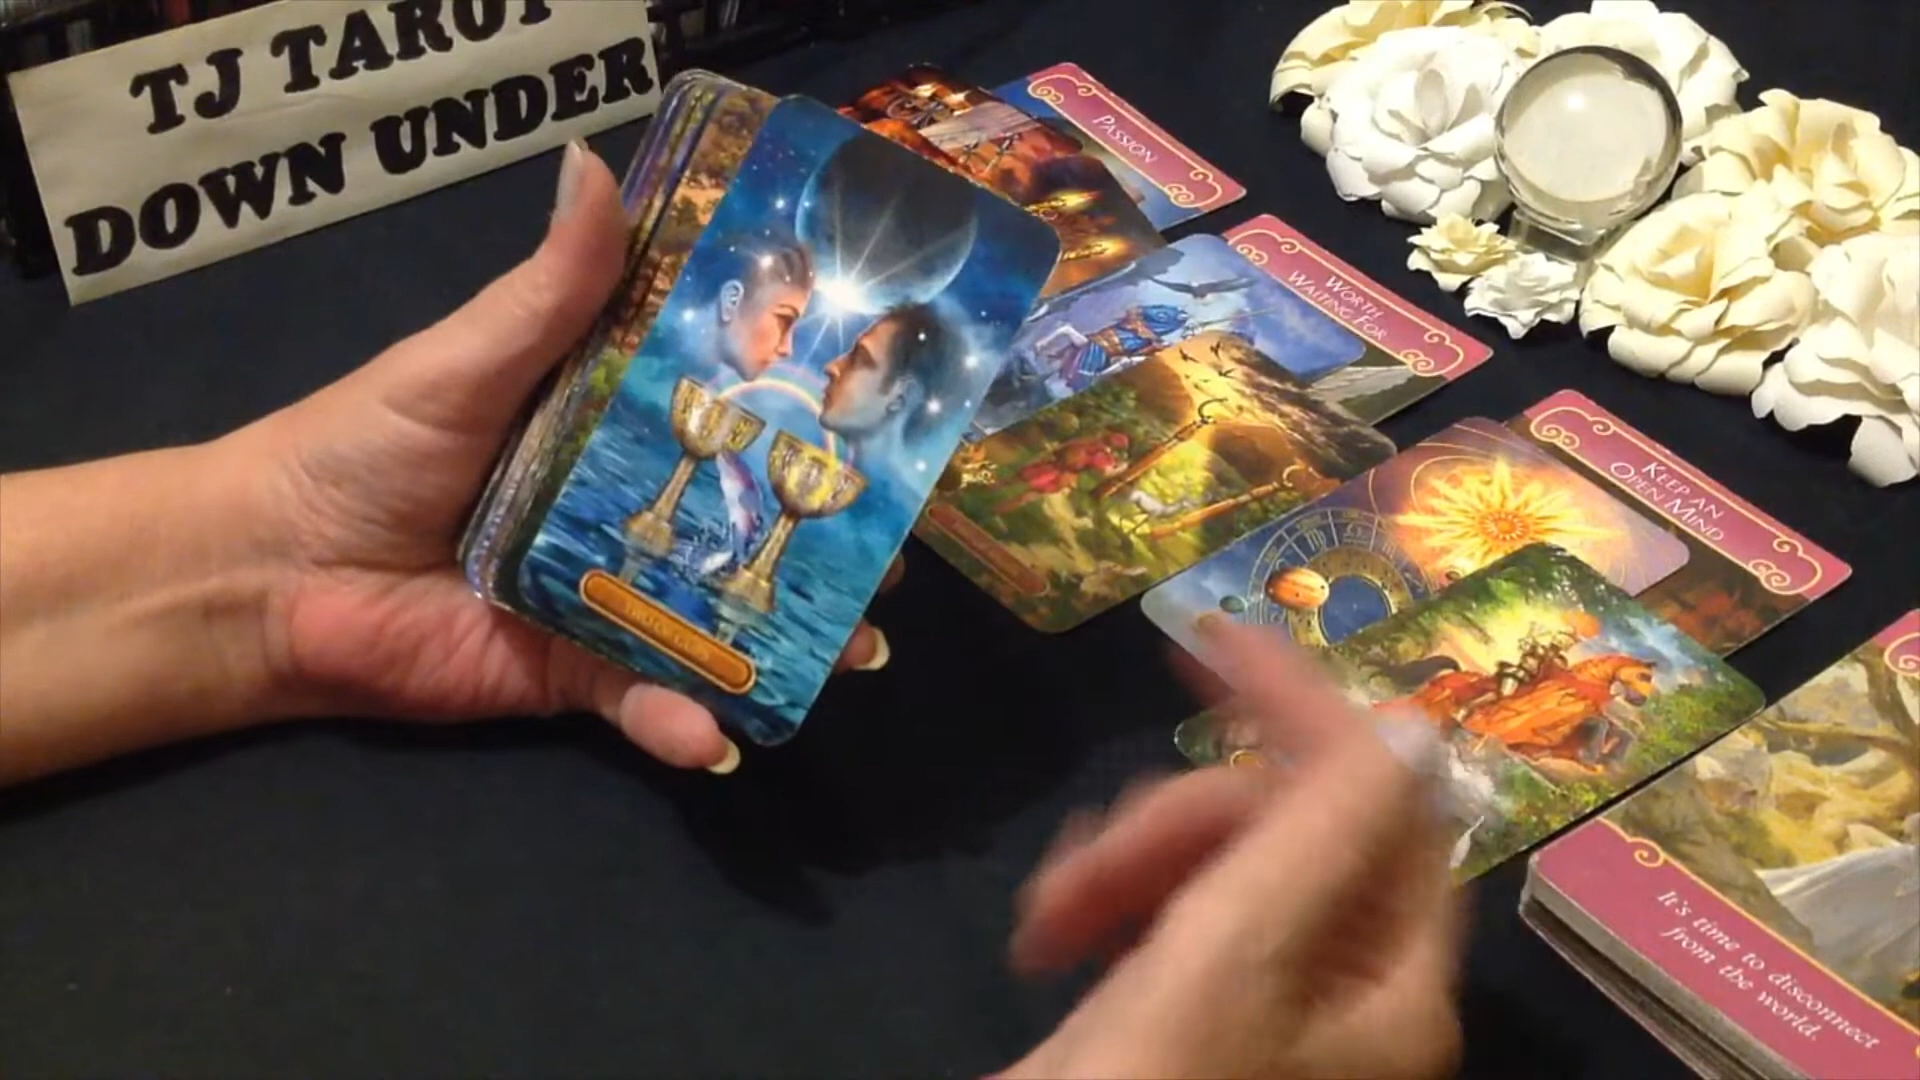 TJ TAROT
DOWN UNDER
PASSION
WORTH
WAITING FOR
KEEP AN
OPEN MIND
It's time to disconnect
from the world.